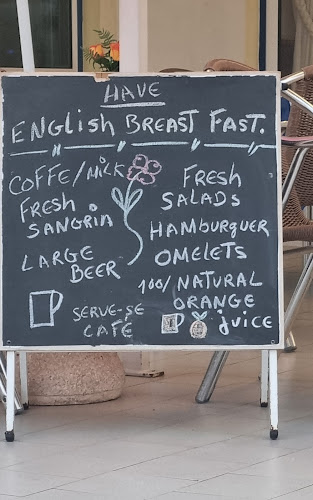 HAVE
ENGLISH BREAST FAST.
COFFE/MILK
FRESH
SANGRIA
LARGE
BEER
SERVE-SE
CAFÉ
FRESH
SALADS
HAMBURGUER
OMELETS
100/ NATURAL
ORANGE
JUICE